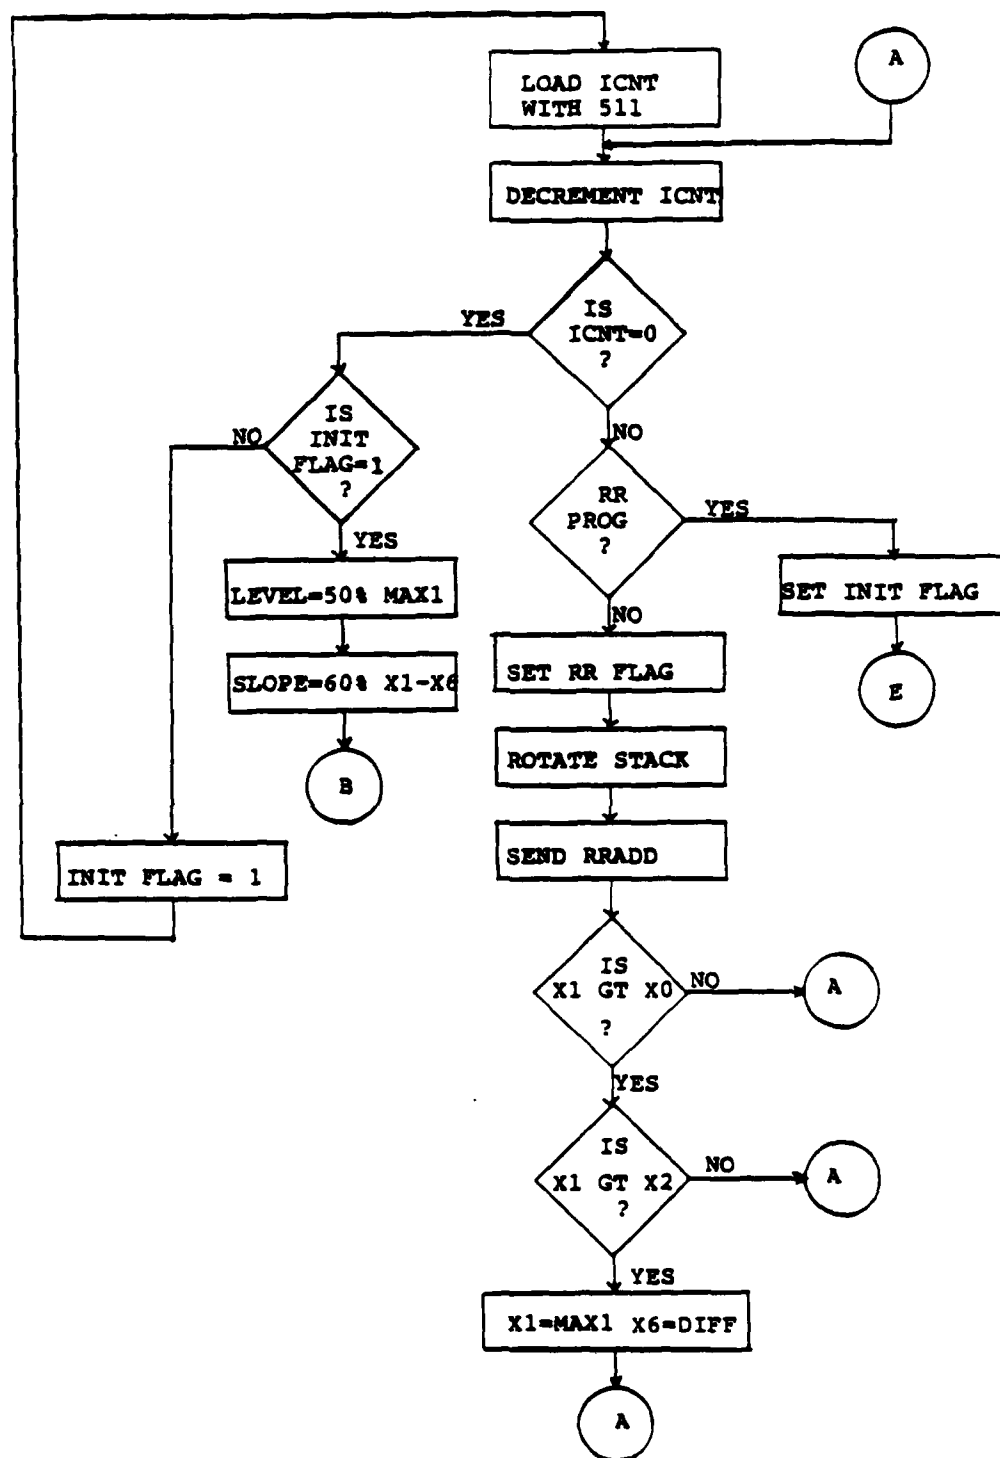 A
LOAD ICNT
WITH 511
DECREMENT ICNT
IS
ICNT=0
?
YES
NO
IS
INIT
FLAG=1
?
NO
YES
RR
PROG
?
YES
NO
SET INIT FLAG
E
LEVEL=50% MAX1
SLOPE=60% X1-X6
B
SET RR FLAG
ROTATE STACK
SEND RRADD
INIT FLAG = 1
IS
X1 GT X0
?
NO
A
YES
IS
X1 GT X2
?
NO
A
YES
X1=MAX1 X6=DIFF
A